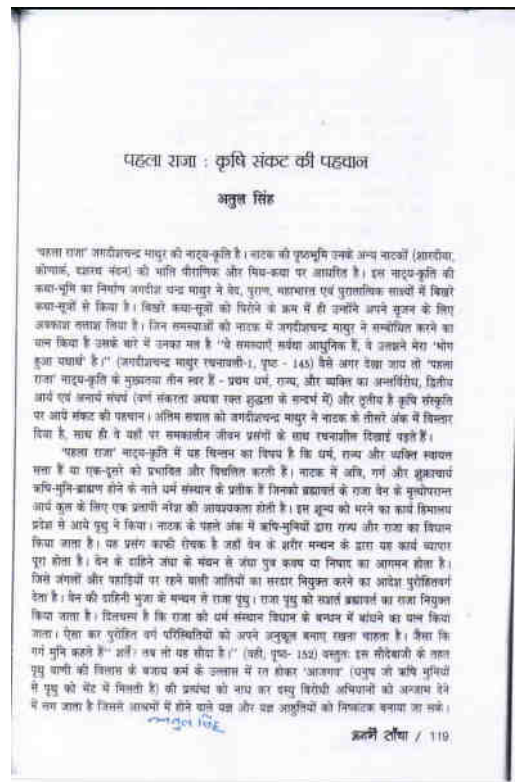 पहला राजा : कृषि संकट की पहचान
अतुल सिंह
'पहला राजा' जगदीशचन्द्र माथुर की नाट्य-कृति है। नाटक की पृष्ठभूमि उनके अन्य नाटकों (शारदीया,
कोणार्क, दशरथ नंदन) की भांति पौराणिक और मिथ-कथा पर आधारित है। इस नाट्य-कृति की
कथा-भूमि का निर्माण जगदीश चन्द्र माथुर ने वेद, पुराण, महाभारत एवं पुरातात्विक साक्ष्यों में बिखरे
कथा-सूत्रों से किया है। बिखरे कथा-सूत्रों को पिरोने के क्रम में ही उन्होंने अपने सृजन के लिए
अवकाश तलाश लिया है। जिन समस्याओं को नाटक में जगदीशचन्द्र माथुर ने सम्बोधित करने का
यत्न किया है उसके बारे में उनका मत है "ये समस्याएँ सर्वथा आधुनिक हैं, ये उलझनें मेरा 'भोग
हुआ यथार्थ' है।" (जगदीशचन्द्र माथुर रचनावली-1, पृष्ठ - 145) वैसे अगर देखा जाय तो 'पहला
राजा' नाट्य-कृति के मुख्यतया तीन स्वर हैं - प्रथम धर्म, राज्य, और व्यक्ति का अन्तर्विरोध, द्वितीय
आर्य एवं अनार्य संघर्ष (वर्ण संकरता अथवा रक्त शुद्धता के सन्दर्भ में) और तृतीय है कृषि संस्कृति
पर आये संकट की पहचान। अंतिम सवाल को जगदीशचन्द्र माथुर ने नाटक के तीसरे अंक में विस्तार
दिया है, साथ ही वे यहाँ पर समकालीन जीवन प्रसंगों के साथ रचनाशील दिखाई पड़ते हैं।
'पहला राजा' नाट्य-कृति में यह चिन्तन का विषय है कि धर्म, राज्य और व्यक्ति स्वायत्त
सत्ता हैं या एक-दूसरे को प्रभावित और विचलित करती हैं। नाटक में अत्रि, गर्ग और शुक्राचार्य
ऋषि-मुनि-ब्राह्मण होने के नाते धर्म संस्थान के प्रतीक हैं जिनको ब्रह्मावर्त के राजा वेन के मृत्योपरान्त
आर्य कुल के लिए एक प्रतापी नरेश की आवश्यकता होती है। इस शून्य को भरने का कार्य हिमालय
प्रदेश से आये पृथु ने किया। नाटक के पहले अंक में ऋषि-मुनियों द्वारा राज्य और राजा का विधान
किया जाता है। यह प्रसंग काफी रोचक है जहाँ वेन के शरीर मन्थन के द्वारा यह कार्य व्यापार
पूरा होता है। वेन के दाहिने जंघा के मंथन से जंघा पुत्र कवष या निषाद का आगमन होता है।
जिसे जंगलों और पहाड़ियों पर रहने वाली जातियों का सरदार नियुक्त करने का आदेश पुरोहितवर्ग
देता है। वेन की दाहिनी भुजा के मन्थन से राजा पृथु। राजा पृथु को सशर्त ब्रह्मावर्त का राजा नियुक्त
किया जाता है। दिलचस्प है कि राजा को धर्म संस्थान विधान के बन्धन में बांधने का यत्न किया
जाता। ऐसा कर पुरोहित वर्ग परिस्थितियों को अपने अनुकूल बनाए रखना चाहता है। जैसा कि
गर्ग मुनि कहते हैं" शर्तें। तब तो यह सौदा है।" (वही, पृष्ठ- 152) वस्तुतः इस सौदेबाजी के तहत
पृथु वाणी की विलास के बजाय कर्म के उल्लास में रत होकर 'आजगव' (धनुष जो ऋषि मुनियों
से पृथु को भेंट में मिलती है) की प्रत्यंचा को नाध कर दस्यु विरोधी अभियानों को अन्जाम देने
में लग जाता है जिससे आश्रमों में होने वाले यज्ञ और यज्ञ आहुतियों को निष्कंटक बनाया जा सके।
अतुल सिंह
/ 119